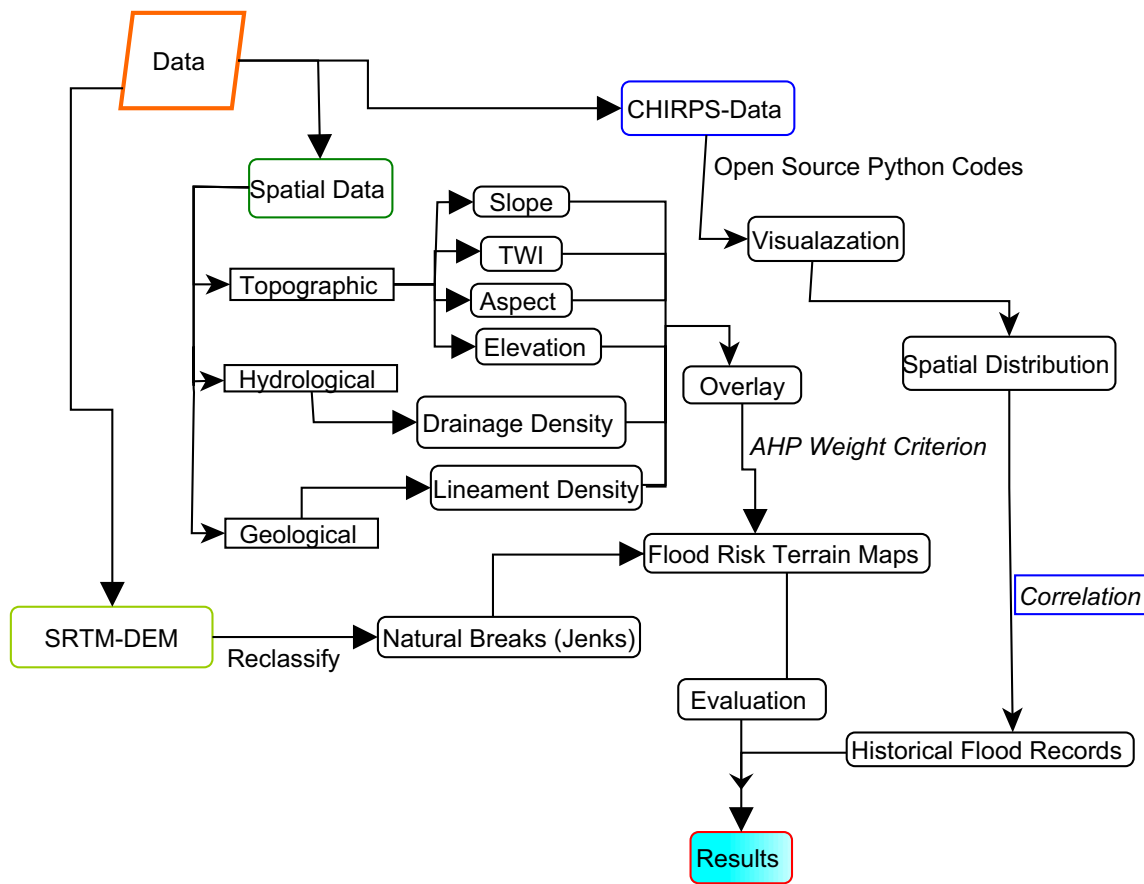 Data
CHIRPS-Data
Open Source Python Codes
Spatial Data
Slope
Visualazation
TWI
Topographic
Aspect
Elevation
Spatial Distribution
Hydrological
Overlay
Drainage Density
AHP Weight Criterion
Lineament Density
Geological
Flood Risk Terrain Maps
Correlation
SRTM-DEM
Reclassify
Natural Breaks (Jenks)
Evaluation
Historical Flood Records
Results